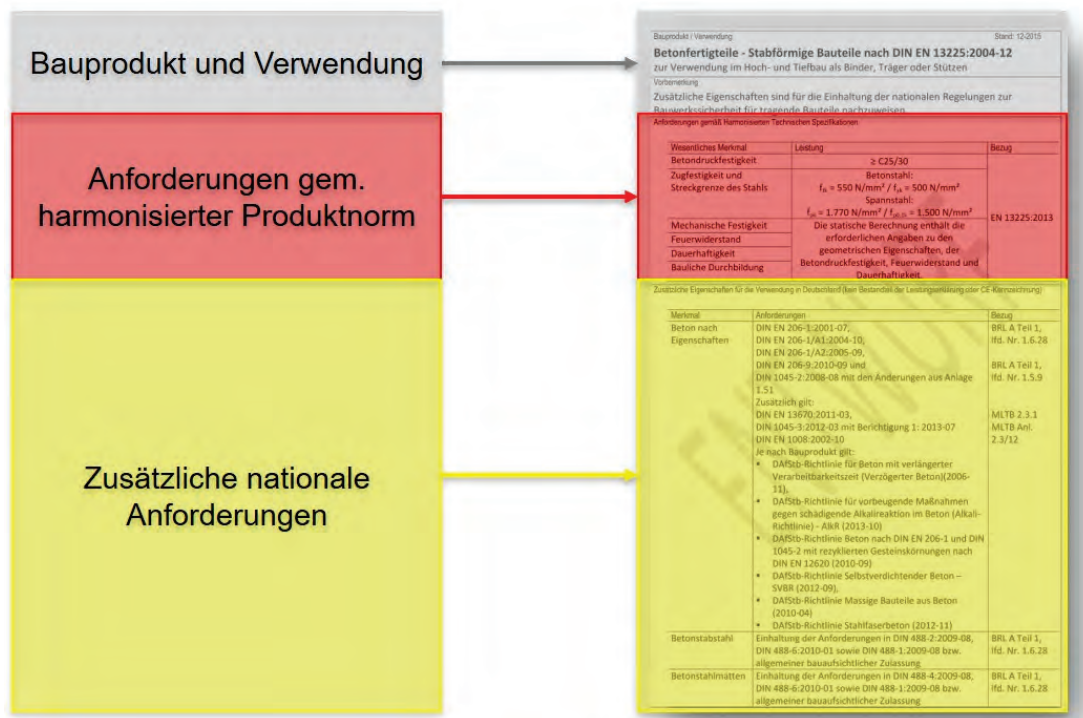 Bauprodukt und Verwendung
Anforderungen gem.
harmonisierter Produktnorm
Zusätzliche nationale
Anforderungen
Bauprodukt / Verwendung Stand: 12-2015
Betonfertigteile - Stabförmige Bauteile nach DIN EN 13225:2004-12
zur Verwendung im Hoch- und Tiefbau als Binder, Träger oder Stützen
Vorbemerkung
Zusätzliche Eigenschaften sind für die Einhaltung der nationalen Regelungen zur
Bauwerkssicherheit für tragende Bauteile nachzuweisen.
Anforderungen gemäß Harmonisierten Technischen Spezifikationen
Wesentliches Merkmal Leistung Bezug
Betondruckfestigkeit ≥ C25/30
Zugfestigkeit und Betonstahl:
Streckgrenze des Stahls ftk = 550 N/mm² / fyk = 500 N/mm²
Spannstahl:
fpk = 1.770 N/mm² / fp0,1k = 1.500 N/mm²
EN 13225:2013
Mechanische Festigkeit Die statische Berechnung enthält die
Feuerwiderstand erforderlichen Angaben zu den
Dauerhaftigkeit geometrischen Eigenschaften, der
Bauliche Durchbildung Betondruckfestigkeit, Feuerwiderstand und
Dauerhaftigkeit.
Zusätzliche Eigenschaften für die Verwendung in Deutschland (kein Bestandteil der Leistungserklärung oder CE-Kennzeichnung)
Merkmal Anforderungen Bezug
Beton nach DIN EN 206-1:2001-07, BRL A Teil 1,
Eigenschaften DIN EN 206-1/A1:2004-10, lfd. Nr. 1.6.28
DIN EN 206-1/A2:2005-09,
DIN EN 206-9:2010-09 und BRL A Teil 1,
DIN 1045-2:2008-08 mit den Änderungen aus Anlage lfd. Nr. 1.5.9
1.51
Zusätzlich gilt:
DIN EN 13670:2011-03, MLTB 2.3.1
DIN 1045-3:2012-03 mit Berichtigung 1: 2013-07 MLTB Anl.
DIN EN 1008:2002-10 2.3/12
Je nach Bauprodukt gilt:
▪ DAfStb-Richtlinie für Beton mit verlängerter
Verarbeitbarkeitszeit (Verzögerter Beton)(2006-
11),
▪ DAfStb-Richtlinie für vorbeugende Maßnahmen
gegen schädigende Alkalireaktion im Beton (Alkali-
Richtlinie) - AlkR (2013-10)
▪ DAfStb-Richtlinie Beton nach DIN EN 206-1 und DIN
1045-2 mit rezyklierten Gesteinskörnungen nach
DIN EN 12620 (2010-09)
▪ DAfStb-Richtlinie Selbstverdichtender Beton –
SVBR (2012-09),
▪ DAfStb-Richtlinie Massige Bauteile aus Beton
(2010-04)
▪ DAfStb-Richtlinie Stahlfaserbeton (2012-11)
Betonstabstahl Einhaltung der Anforderungen in DIN 488-2:2009-08, BRL A Teil 1,
DIN 488-6:2010-01 sowie DIN 488-1:2009-08 bzw. lfd. Nr. 1.6.28
allgemeiner bauaufsichtlicher Zulassung
Betonstahlmatten Einhaltung der Anforderungen in DIN 488-4:2009-08, BRL A Teil 1,
DIN 488-6:2010-01 sowie DIN 488-1:2009-08 bzw. lfd. Nr. 1.6.28
allgemeiner bauaufsichtlicher Zulassung
ENTWURF